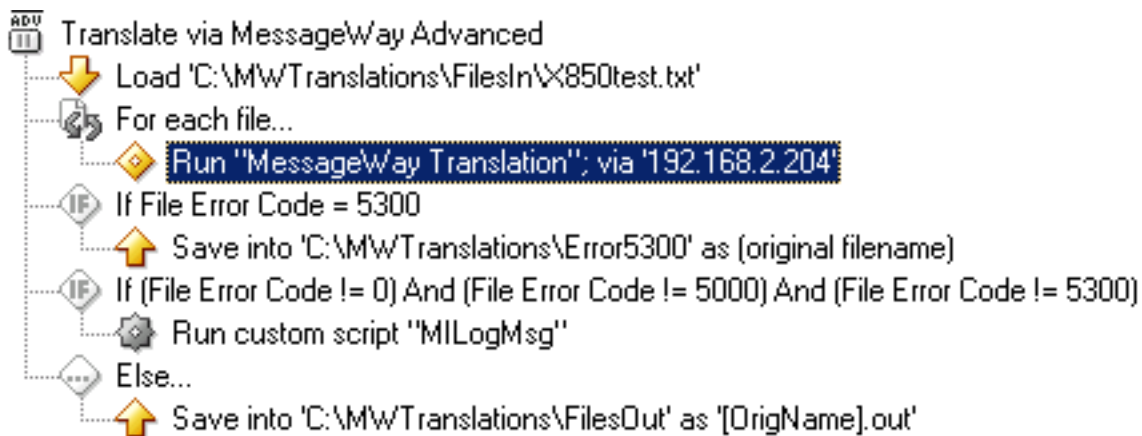 ADV
Translate via MessageWay Advanced
Load 'C:\MWTranslations\FilesIn\X850test.txt'
For each file...
Run "MessageWay Translation"; via '192.168.2.204'
IF If File Error Code = 5300
Save into 'C:\MWTranslations\Error5300' as (original filename)
IF If (File Error Code != 0) And (File Error Code != 5000) And (File Error Code != 5300)
Run custom script "MILogMsg"
Else...
Save into 'C:\MWTranslations\FilesOut' as '[OrigName].out'